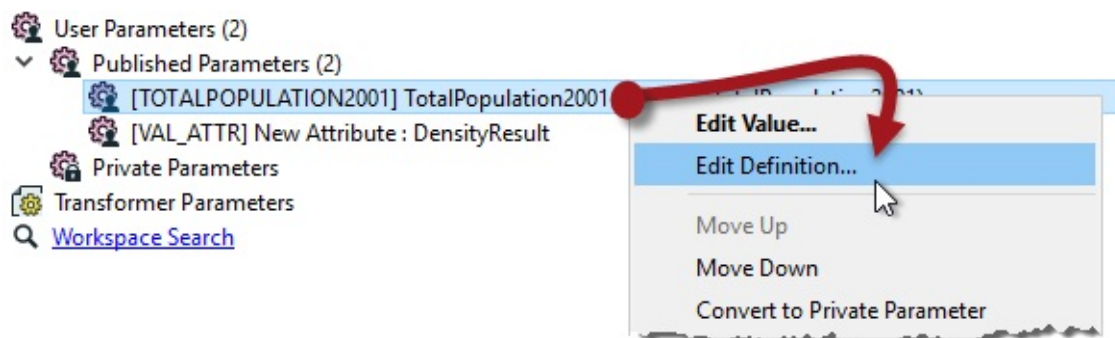 User Parameters (2)
Published Parameters (2)
[TOTALPOPULATION2001] TotalPopulation2001
[VAL_ATTR] New Attribute : DensityResult
Private Parameters
Transformer Parameters
Workspace Search
Edit Value...
Edit Definition...
Move Up
Move Down
Convert to Private Parameter